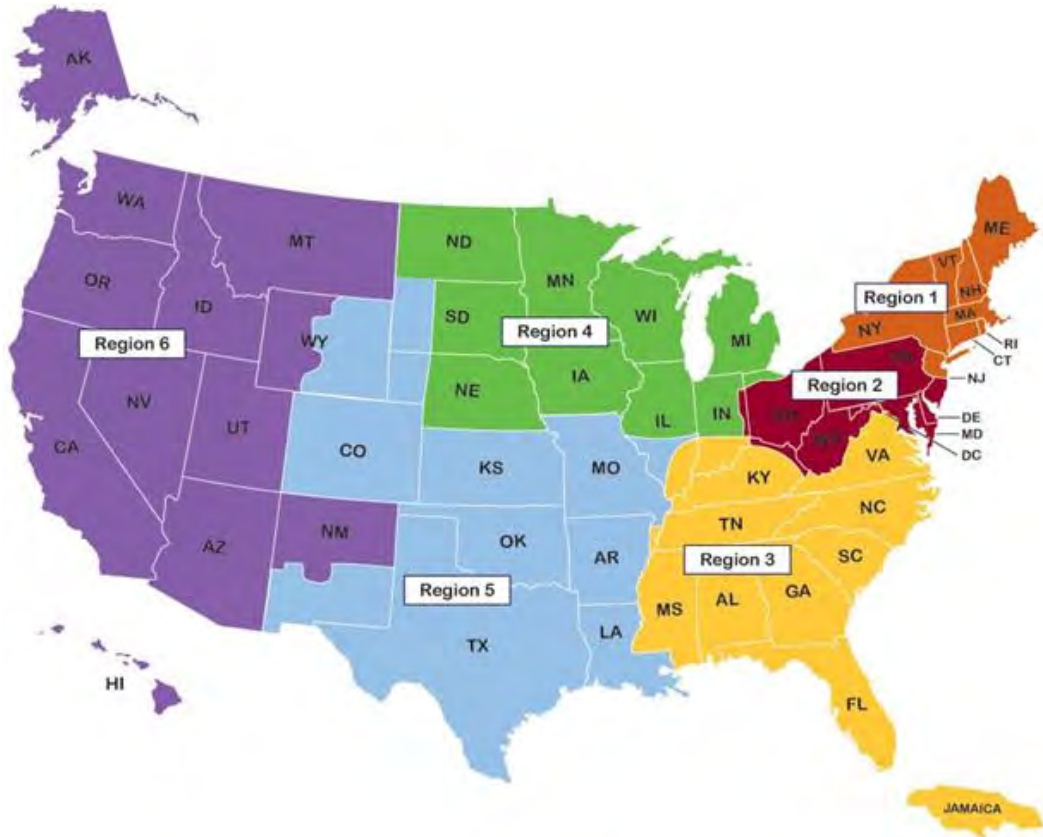 AK
WA
MT
ND
MN
ME
VT
NH
OR
ID
SD
WI
MI
Region 1
MA
NY
RI
CT
Region 6
WY
Region 4
NE
IA
PA
Region 2
NJ
NV
UT
CO
IL
IN
OH
DE
MD
DC
CA
KS
MO
WV
VA
KY
AZ
NM
OK
AR
TN
NC
Region 3
SC
Region 5
MS
AL
GA
TX
LA
HI
FL
JAMAICA